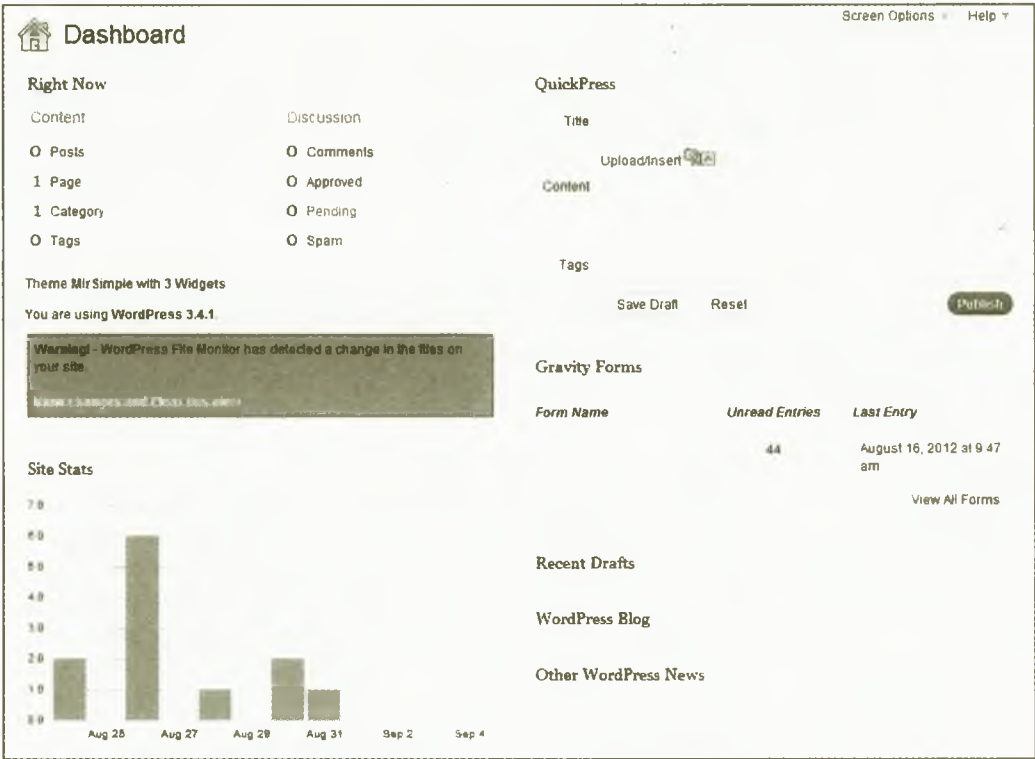 Screen Options Help
Dashboard
Right Now
Content Discussion
0 Posts 0 Comments
1 Page 0 Approved
1 Category 0 Pending
0 Tags 0 Spam
Theme Mlr Simple with 3 Widgets
You are using WordPress 3.4.1.
Warning! - WordPress File Monitor has detected a change in the files on
your site.
Site Stats
7.0
6.0
5.0
4.0
3.0
2.0
1.0
0.0
Aug 27 Aug 29 Aug 31 Sep 2 Sep 4
QuickPress
Title
Upload/Insert
Content
Tags
Save Draft Reset Publish
Gravity Forms
Form Name Unread Entries Last Entry
44 August 16, 2012 at 9:47
am
View All Forms
Recent Drafts
WordPress Blog
Other WordPress News